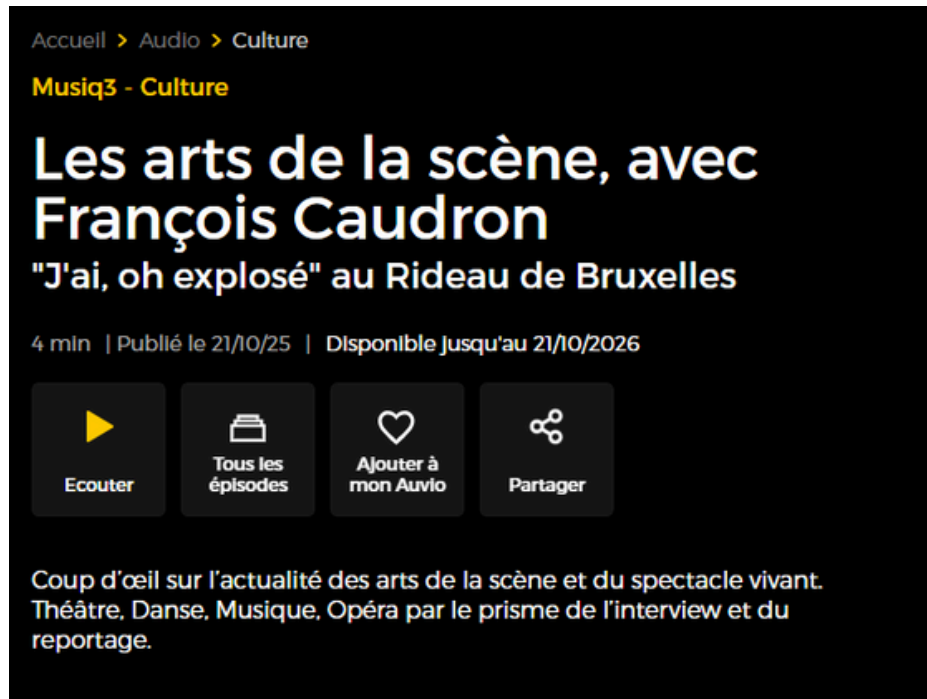 Accueil > Audio > Culture
Musiq3 - Culture
Les arts de la scène, avec
François Caudron
"J'ai, oh explosé" au Rideau de Bruxelles
4 min | Publié le 21/10/25 | Disponible jusqu'au 21/10/2026
Ecouter
Tous les
épisodes
Ajouter à
mon Auvio
Partager
Coup d’œil sur l’actualité des arts de la scène et du spectacle vivant.
Théâtre, Danse, Musique, Opéra par le prisme de l’interview et du
reportage.